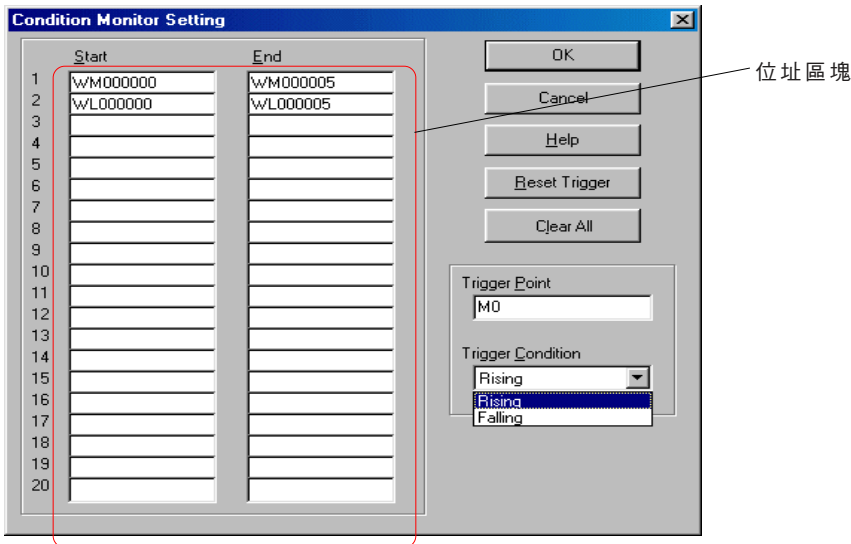 Condition Monitor Setting
Start End
1 WM000000 WM000005
2 WL000000 WL000005
3
4
5
6
7
8
9
10
11
12
13
14
15
16
17
18
19
20
OK
Cancel
Help
Reset Trigger
Clear All
Trigger Point
M0
Trigger Condition
Rising
Rising
Falling
位址區塊